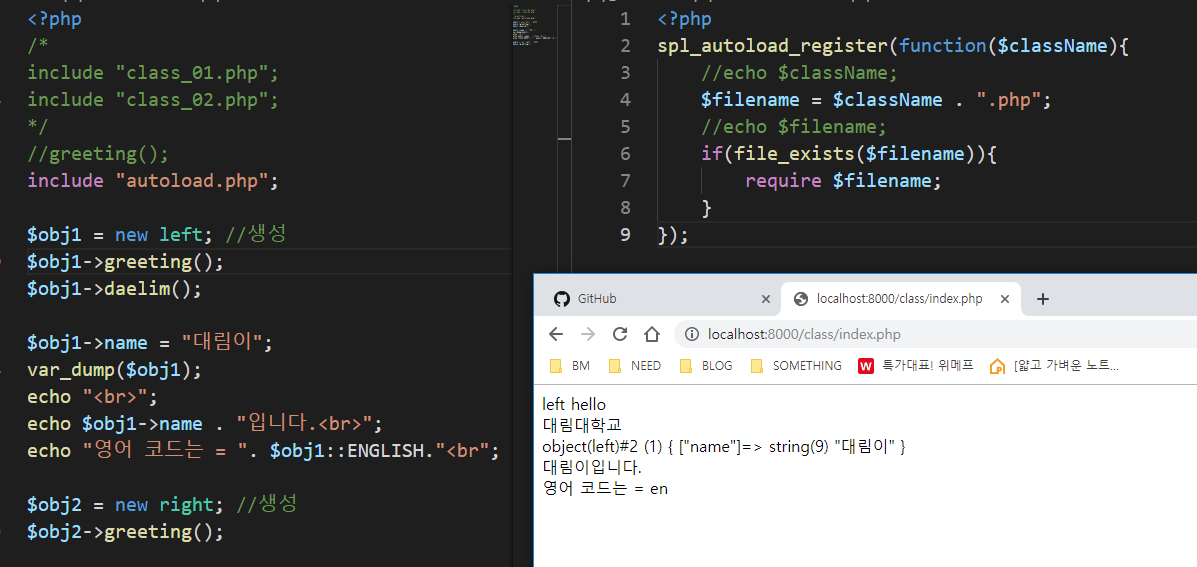 <?php
/*
include "class_01.php";
include "class_02.php";
*/
//greeting();
include "autoload.php";
$obj1 = new left; //생성
$obj1->greeting();
$obj1->daelim();
$obj1->name = "대림이";
var_dump($obj1);
echo "<br>";
echo $obj1->name . "입니다.<br>";
echo "영어 코드는 = ". $obj1::ENGLISH."<br";
$obj2 = new right; //생성
$obj2->greeting();
1 <?php
2 spl_autoload_register(function($className){
3 //echo $className;
4 $filename = $className . ".php";
5 //echo $filename;
6 if(file_exists($filename)){
7 require $filename;
8 }
9 });
GitHub
localhost:8000/class/index.php
localhost:8000/class/index.php
BM NEED BLOG SOMETHING W 특가대표! 위메프 [얇고 가벼운 노트...
left hello
대림대학교
object(left)#2 (1) { ["name"]=> string(9) "대림이" }
대림이입니다.
영어 코드는 = en